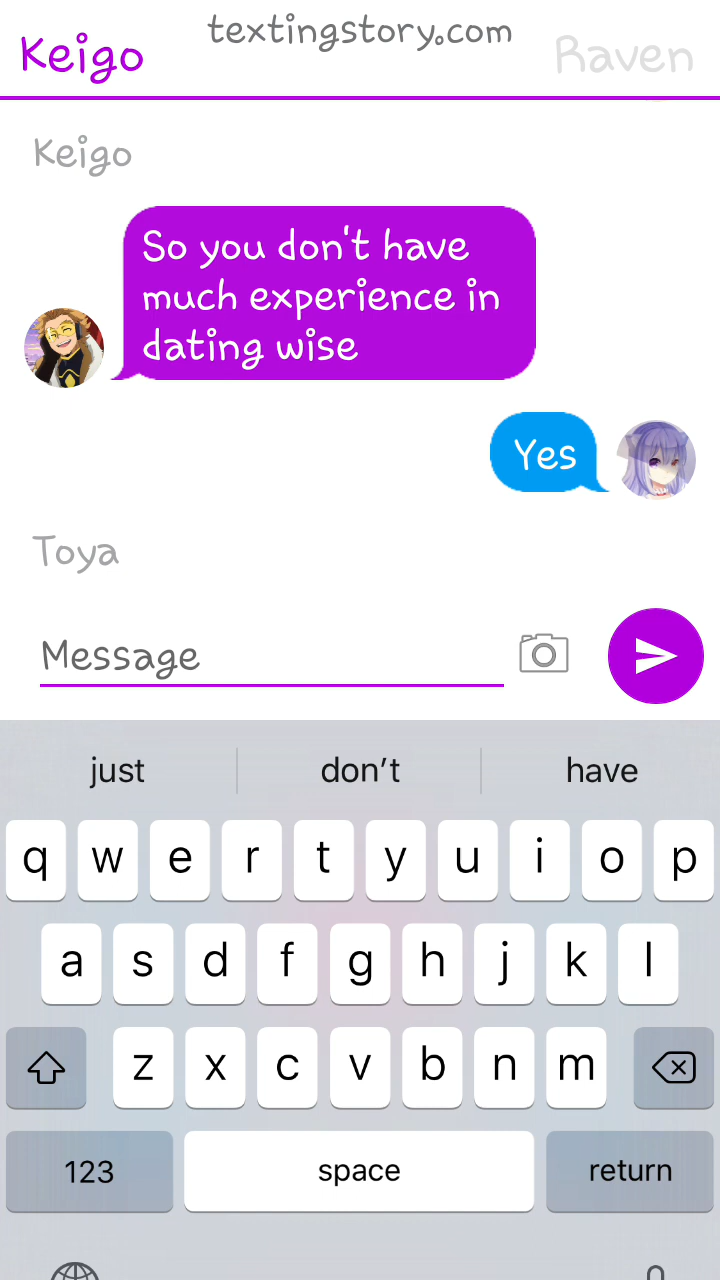 textingstory.com
Keigo
Raven
Keigo
So you don't have
much experience in
dating wise
Yes
Toya
Message
just don't have
q w e r t y u i o p
a s d f g h j k l
z x c v b n m
123 space return